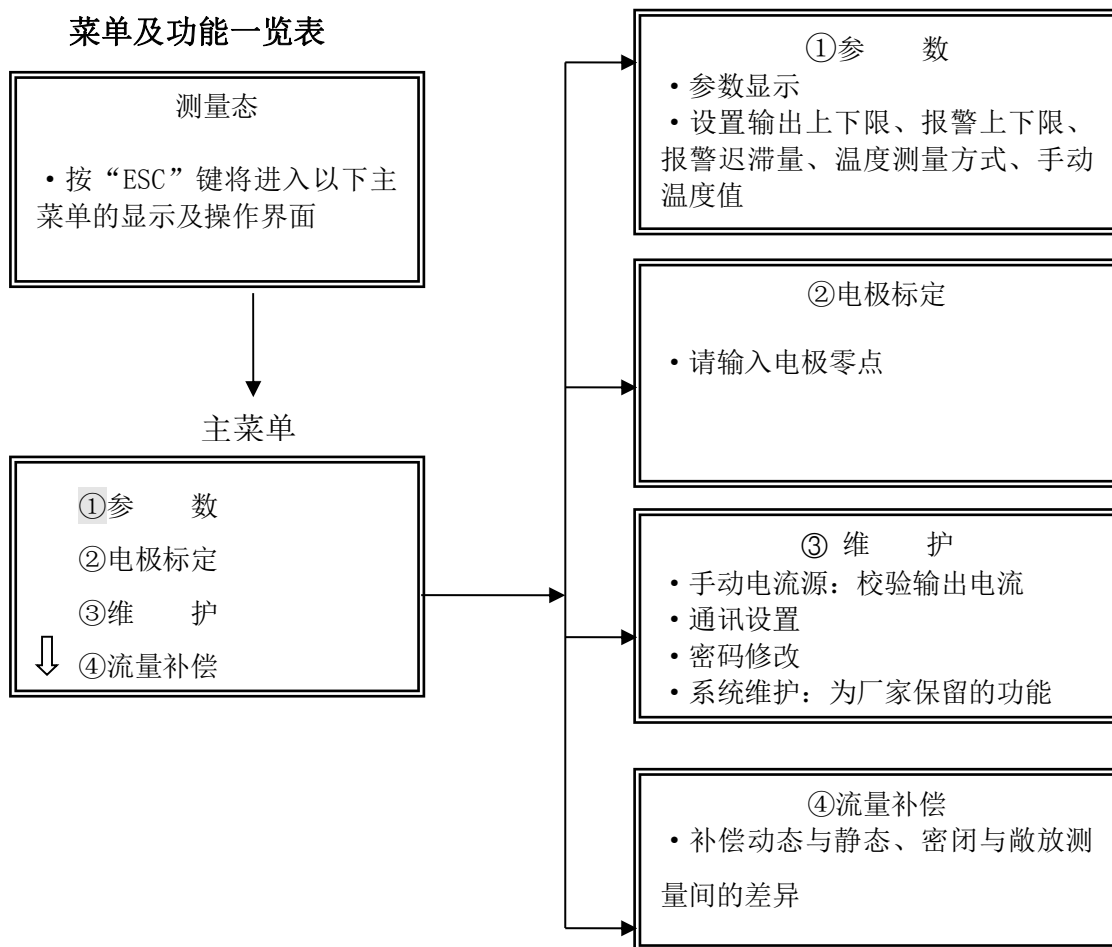 菜单及功能一览表
测量态
·按“ESC”键将进入以下主
菜单的显示及操作界面
主菜单
①参 数
②电极标定
③维 护
④流量补偿
①参 数
·参数显示
·设置输出上下限、报警上下限、
报警迟滞量、温度测量方式、手动
温度值
②电极标定
·请输入电极零点
③ 维 护
·手动电流源：校验输出电流
·通讯设置
·密码修改
·系统维护：为厂家保留的功能
④流量补偿
·补偿动态与静态、密闭与敞放测
量间的差异